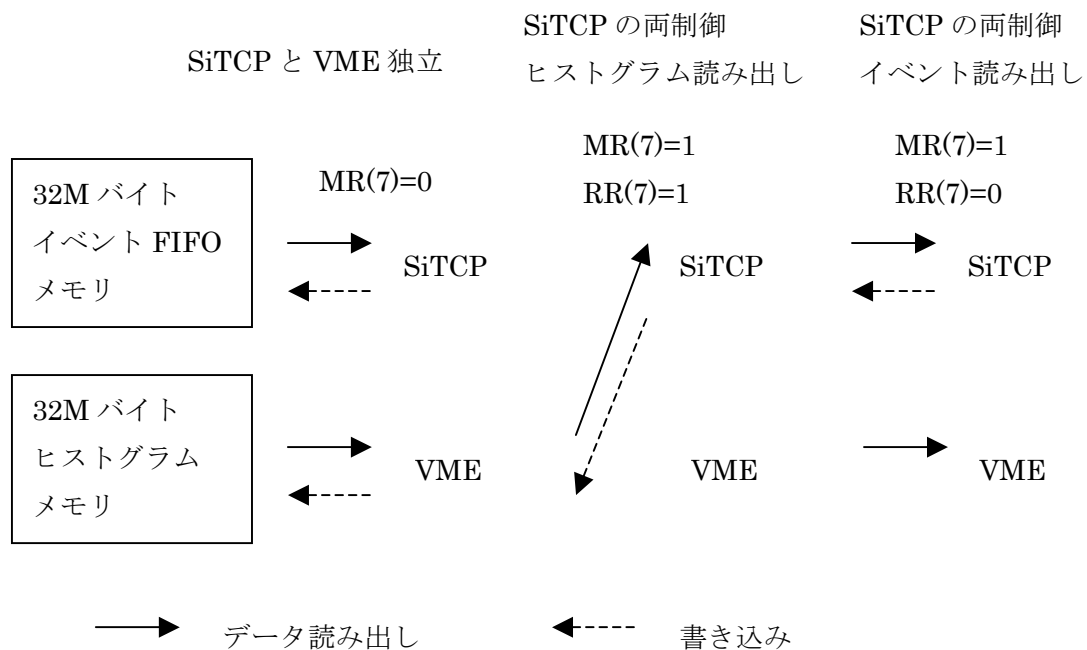 SiTCP と VME 独立
SiTCP の両制御
ヒストグラム読み出し
SiTCP の両制御
イベント読み出し
MR(7)=0
MR(7)=1
RR(7)=1
MR(7)=1
RR(7)=0
32M バイト
イベント FIFO
メモリ
SiTCP
SiTCP
SiTCP
32M バイト
ヒストグラム
メモリ
VME
VME
VME
データ読み出し
書き込み